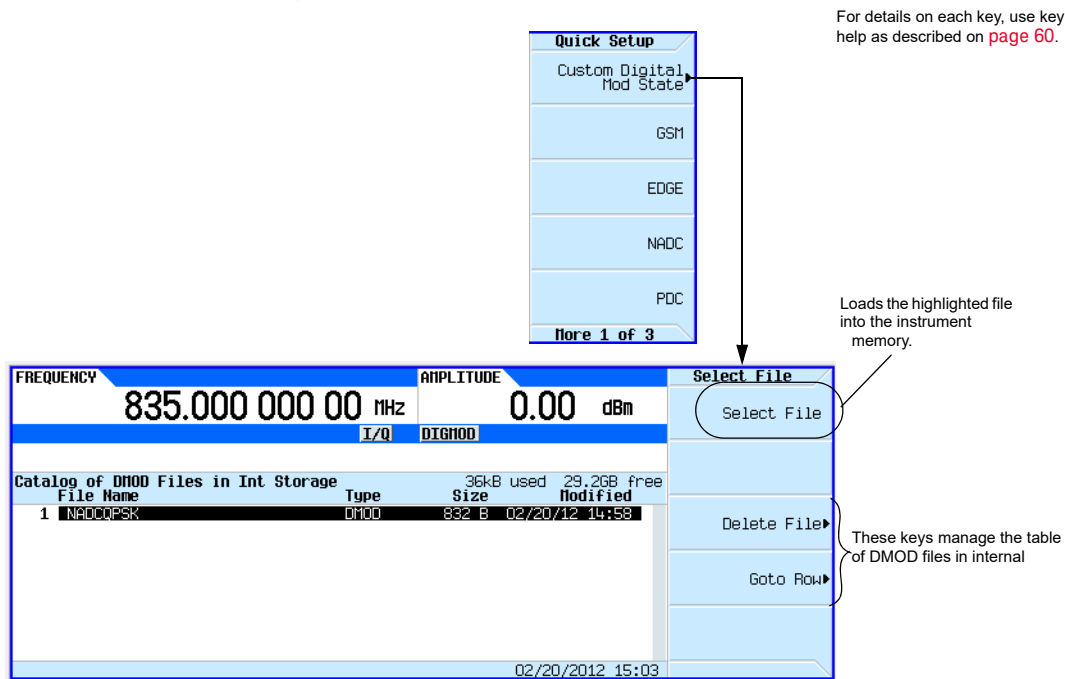 For details on each key, use key
help as described on page 60.
Quick Setup
Custom Digital
Mod State
GSM
EDGE
NADC
PDC
More 1 of 3
Loads the highlighted file
into the instrument
memory.
FREQUENCY
835.000 000 00 MHz
AMPLITUDE
0.00 dBm
I/Q DIGMOD
Catalog of DMOD Files in Int Storage 36kB used 29.2GB free
File Name Type Size Modified
1 NADCQPSK DMOD 832 B 02/20/12 14:58
02/20/2012 15:03
Select File
Select File
Delete File
Goto Row
These keys manage the table
of DMOD files in internal